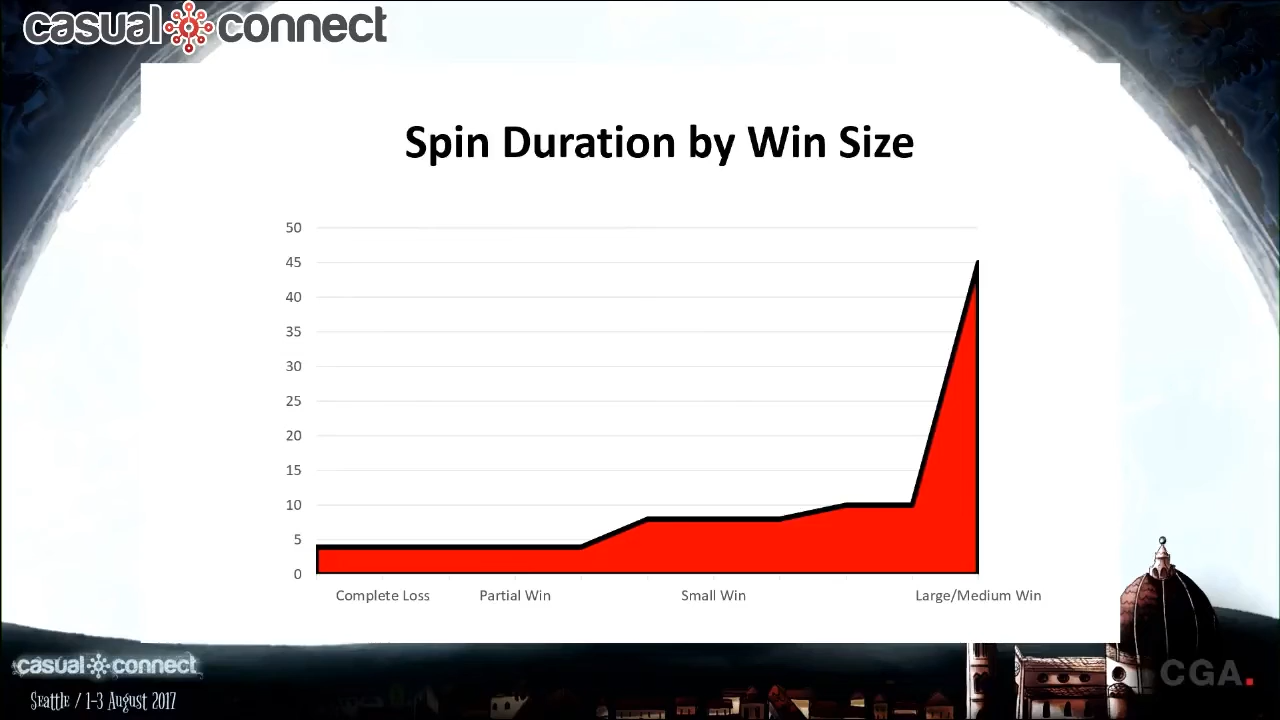 casual connect
Spin Duration by Win Size
50
45
40
35
30
25
20
15
10
5
0
Complete Loss
Partial Win
Small Win
Large/Medium Win
casual connect
Seattle / 1-3 August 2017
CGA.